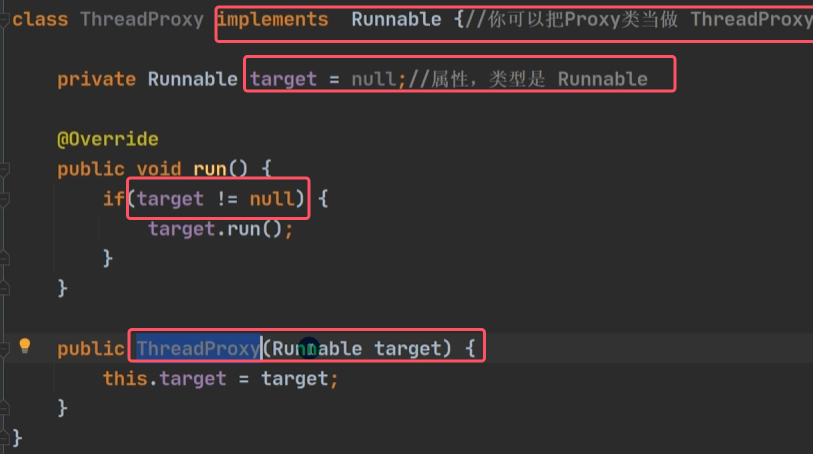 class ThreadProxy implements Runnable {//你可以把Proxy类当做 ThreadProxy
private Runnable target = null;//属性，类型是 Runnable
@Override
public void run() {
if(target != null) {
target.run();
}
}
public ThreadProxy(Runnable target) {
this.target = target;
}
}